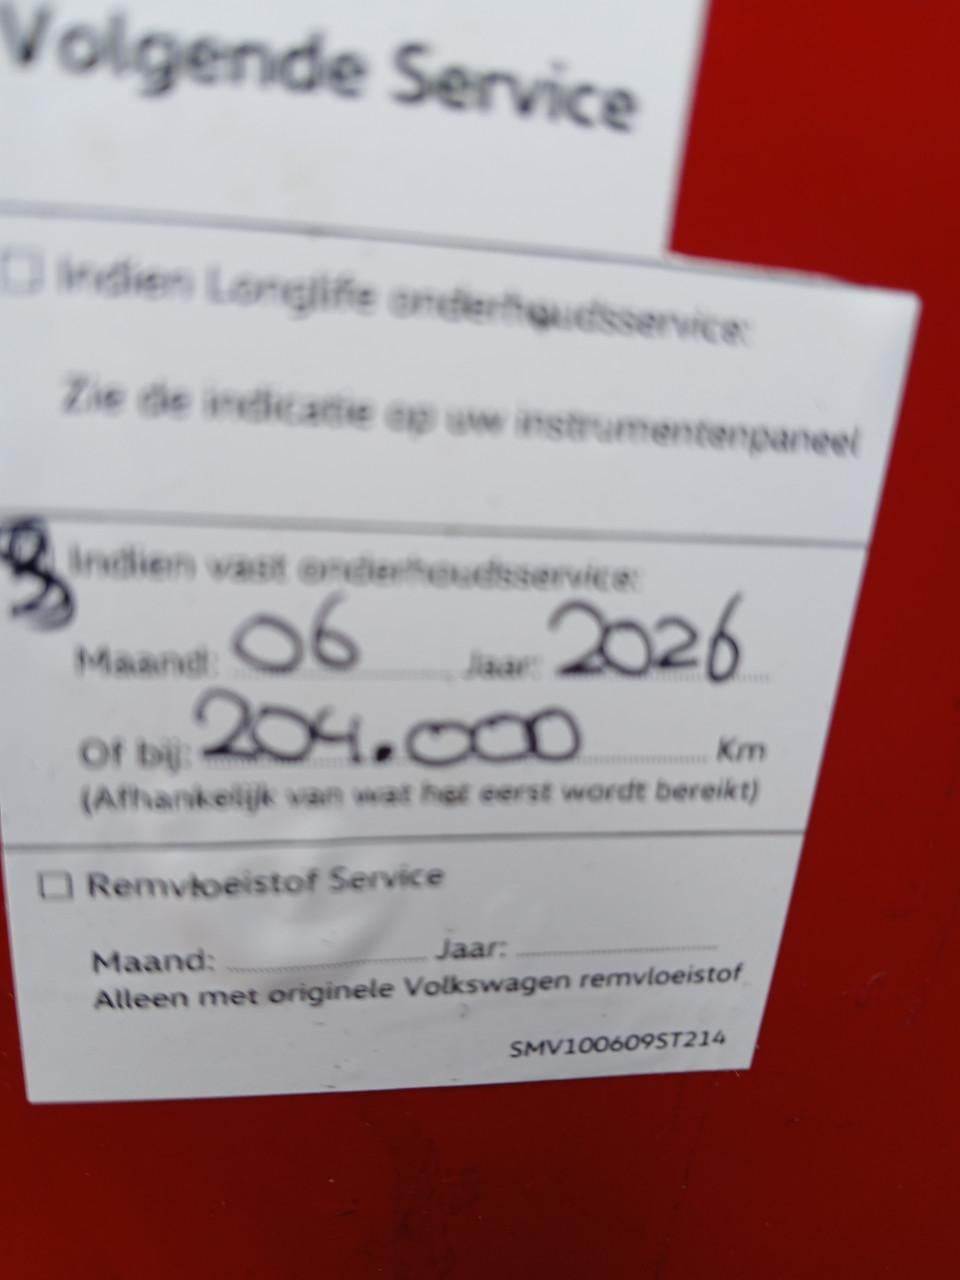 Volgende Service
☐ Indien Longlife onderhoudsservice:
Zie de indicatie op uw instrumentenpaneel
Indien vast onderhoudsservice:
Maand: 06 Jaar: 2026
Of bij: 204.000 Km
(Afhankelijk van wat het eerst wordt bereikt)
☐ Remvloeistof Service
Maand: Jaar:
Alleen met originele Volkswagen remvloeistof.
SMV100609ST214